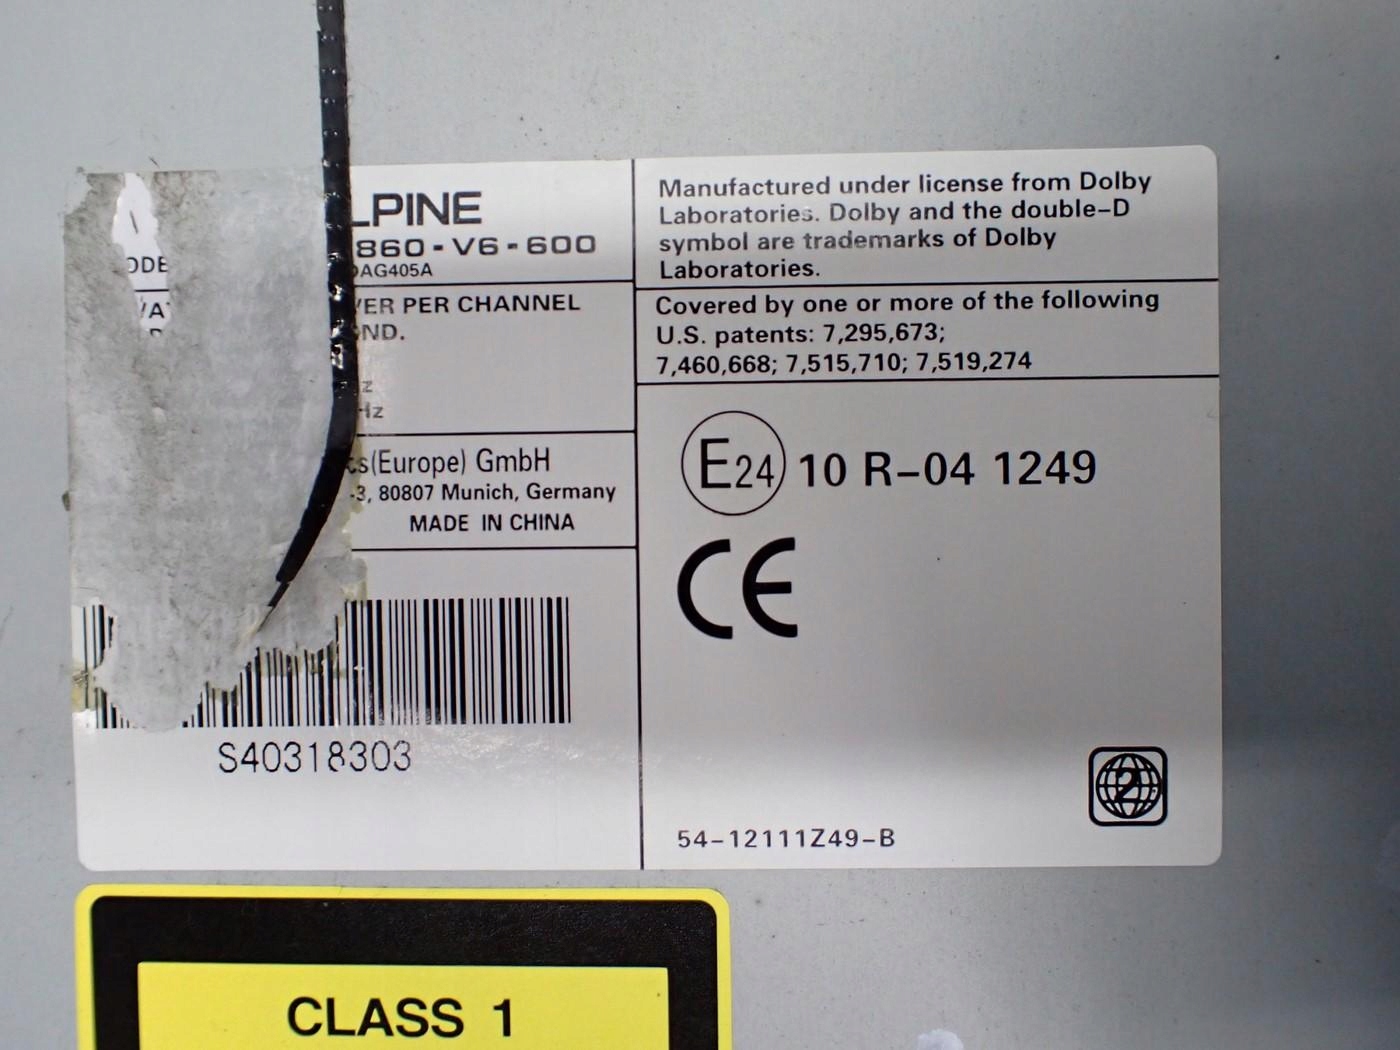 LPINE
860-V6-600
ODE
DAG405A
WER PER CHANNEL
ND.
z
Hz
ts(Europe) GmbH
-3, 80807 Munich, Germany
MADE IN CHINA
S40318303
Manufactured under license from Dolby
Laboratories. Dolby and the double-D
symbol are trademarks of Dolby
Laboratories.
Covered by one or more of the following
U.S. patents: 7,295,673;
7,460,668; 7,515,710; 7,519,274
E24 10 R-04 1249
CE
2
54-12111Z49-B
CLASS 1